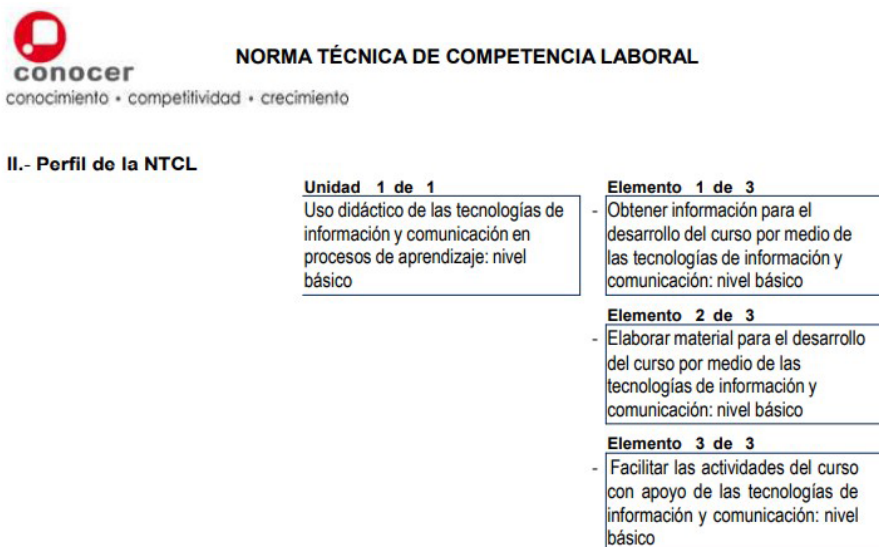 conocer
conocimiento • competitividad • crecimiento
NORMA TÉCNICA DE COMPETENCIA LABORAL
II.- Perfil de la NTCL
Unidad 1 de 1
Uso didáctico de las tecnologías de
información y comunicación en
procesos de aprendizaje: nivel
básico
Elemento 1 de 3
- Obtener información para el
desarrollo del curso por medio de
las tecnologías de información y
comunicación: nivel básico
Elemento 2 de 3
- Elaborar material para el desarrollo
del curso por medio de las
tecnologías de información y
comunicación: nivel básico
Elemento 3 de 3
- Facilitar las actividades del curso
con apoyo de las tecnologías de
información y comunicación: nivel
básico